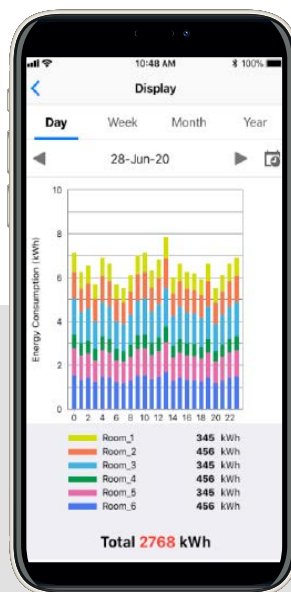 10:48 AM
100%
Display
Day Week Month Year
28-Jun-20
Energy Consumption (kWh)
10
8
6
4
2
0
0 2 4 6 8 10 12 14 16 18 20 22
Room_1 345 kWh
Room_2 456 kWh
Room_3 345 kWh
Room_4 456 kWh
Room_5 345 kWh
Room_6 456 kWh
Total 2768 kWh